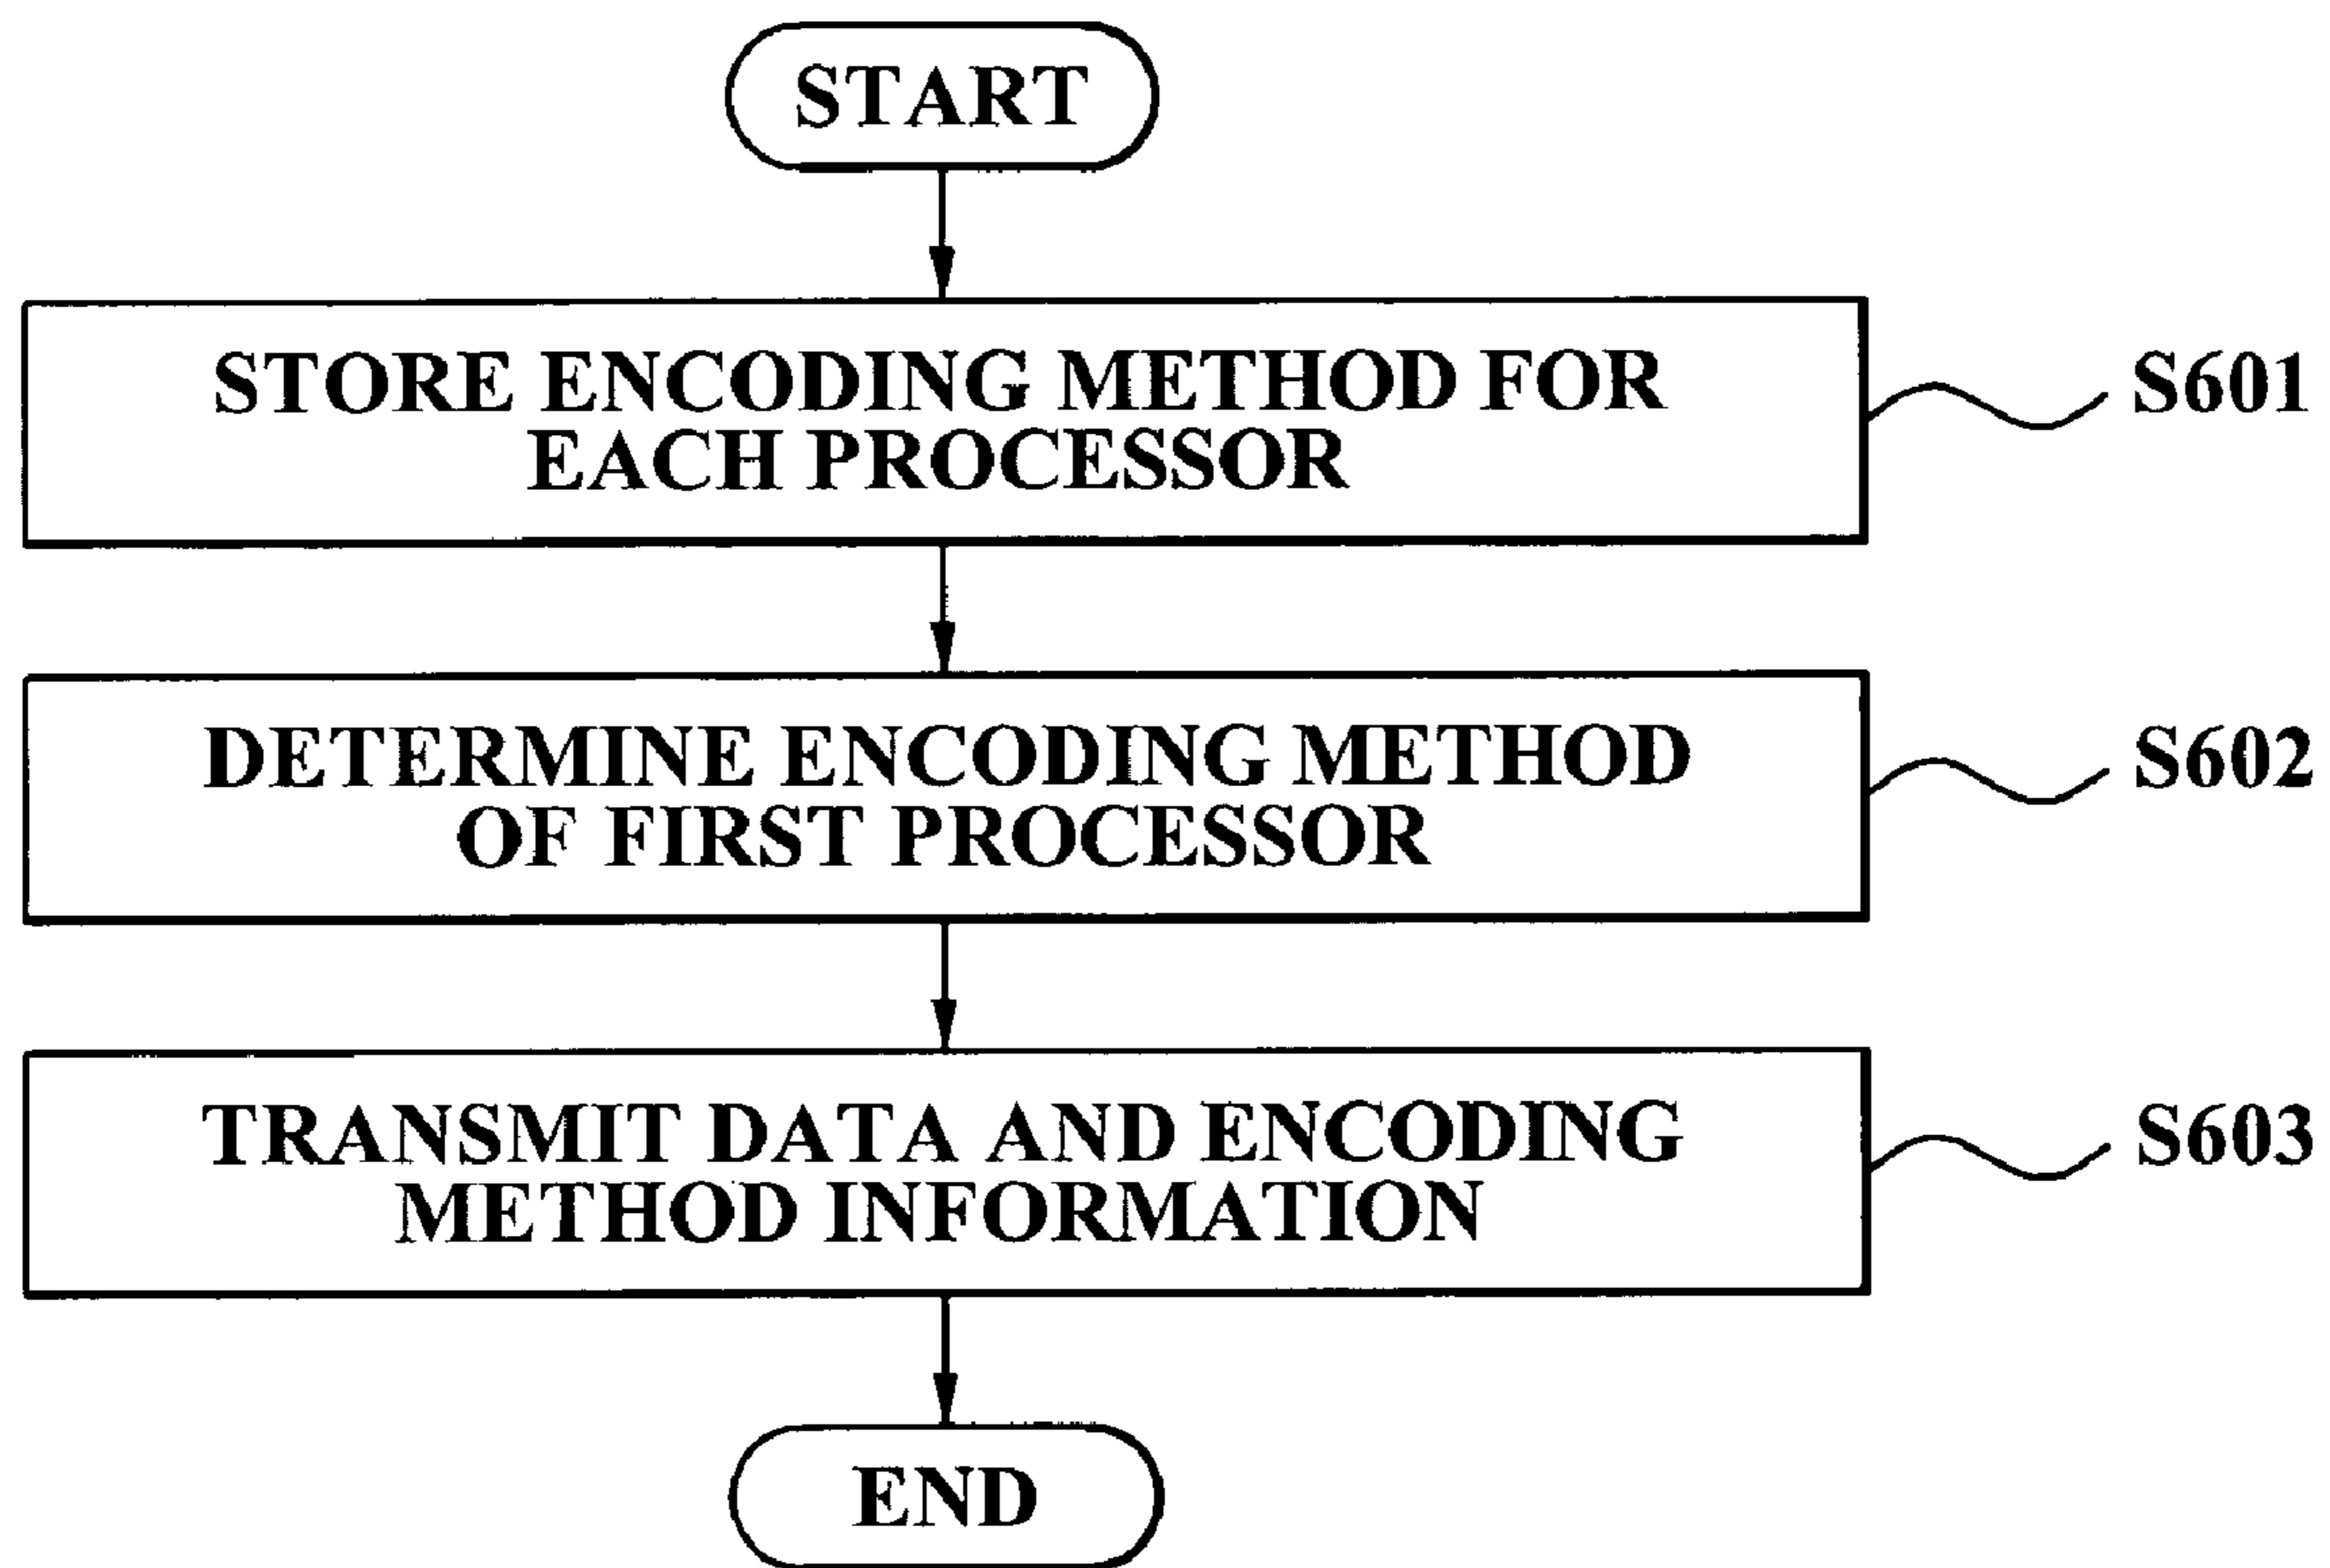 START
STORE ENCODING METHOD FOR
EACH PROCESSOR
S601
DETERMINE ENCODING METHOD
OF FIRST PROCESSOR
S602
TRANSMIT DATA AND ENCODING
METHOD INFORMATION
S603
END